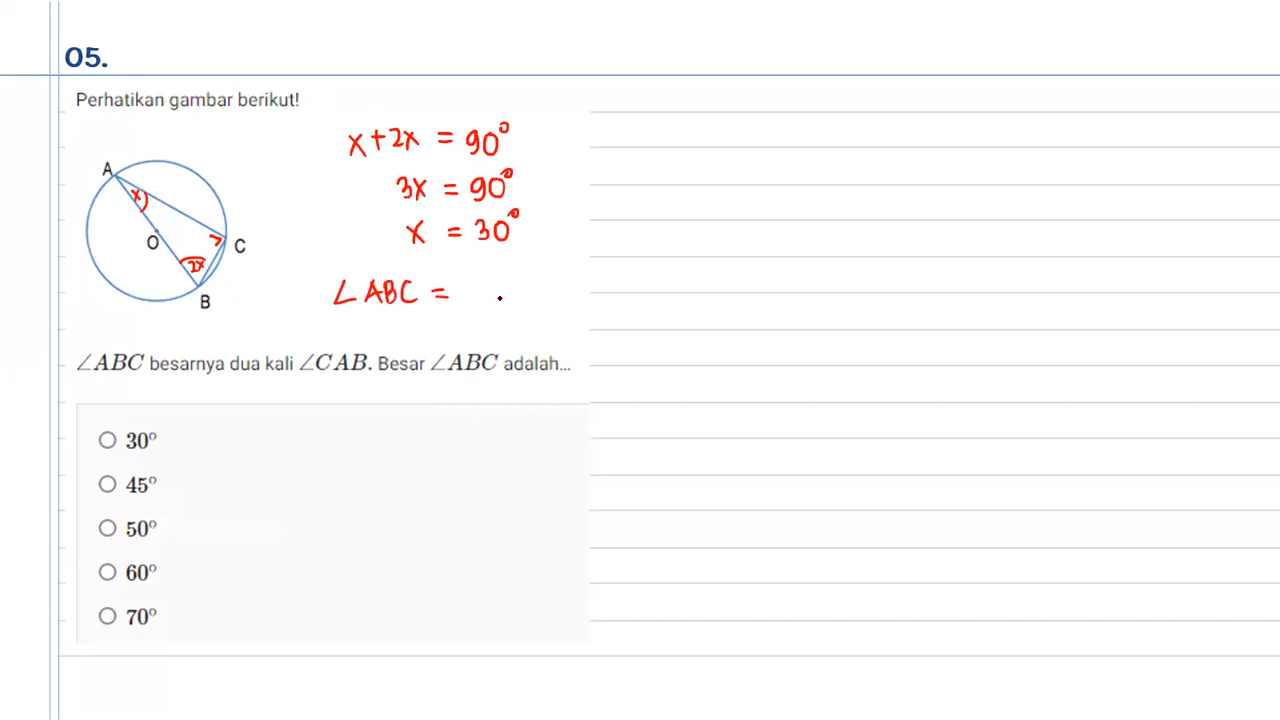 05.
Perhatikan gambar berikut!
x + 2x = 90°
3x = 90°
x = 30°
∠ABC =
A
x
O
C
2x
B
∠ABC besarnya dua kali ∠CAB. Besar ∠ABC adalah...
30°
45°
50°
60°
70°